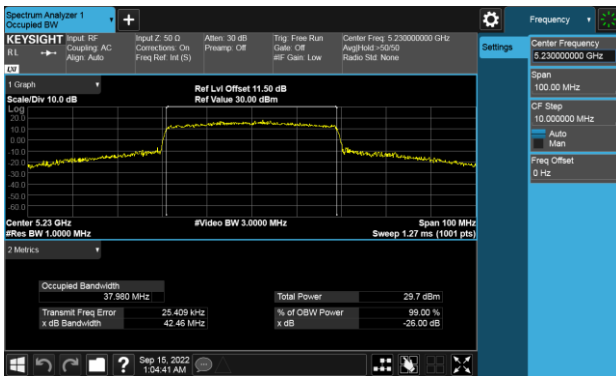 Spectrum Analyzer 1
Occupied BW
Frequency
KEYSIGHT
Input: RF
Coupling: AC
Align: Auto
Input Z: 50 Ω
Corrections: On
Freq Ref: Int (S)
Atten: 30 dB
Preamp: Off
Trig: Free Run
Gate: Off
#IF Gain: Low
Center Freq: 5.230000000 GHz
Avg|Hold:>50/50
Radio Std: None
RL
LXI
Settings
Center Frequency
5.230000000 GHz
Span
100.00 MHz
CF Step
10.000000 MHz
Auto
Man
Freq Offset
0 Hz
1 Graph
Scale/Div 10.0 dB
Ref Lvl Offset 11.50 dB
Ref Value 30.00 dBm
Log
20.0
10.0
0.00
-10.0
-20.0
-30.0
-40.0
-50.0
-60.0
Center 5.23 GHz
#Video BW 3.0000 MHz
Span 100 MHz
#Res BW 1.0000 MHz
Sweep 1.27 ms (1001 pts)
2 Metrics
Occupied Bandwidth
37.980 MHz
Total Power 29.7 dBm
Transmit Freq Error 25.409 kHz
% of OBW Power 99.00 %
x dB Bandwidth 42.46 MHz
x dB -26.00 dB
Sep 15, 2022
1:04:41 AM